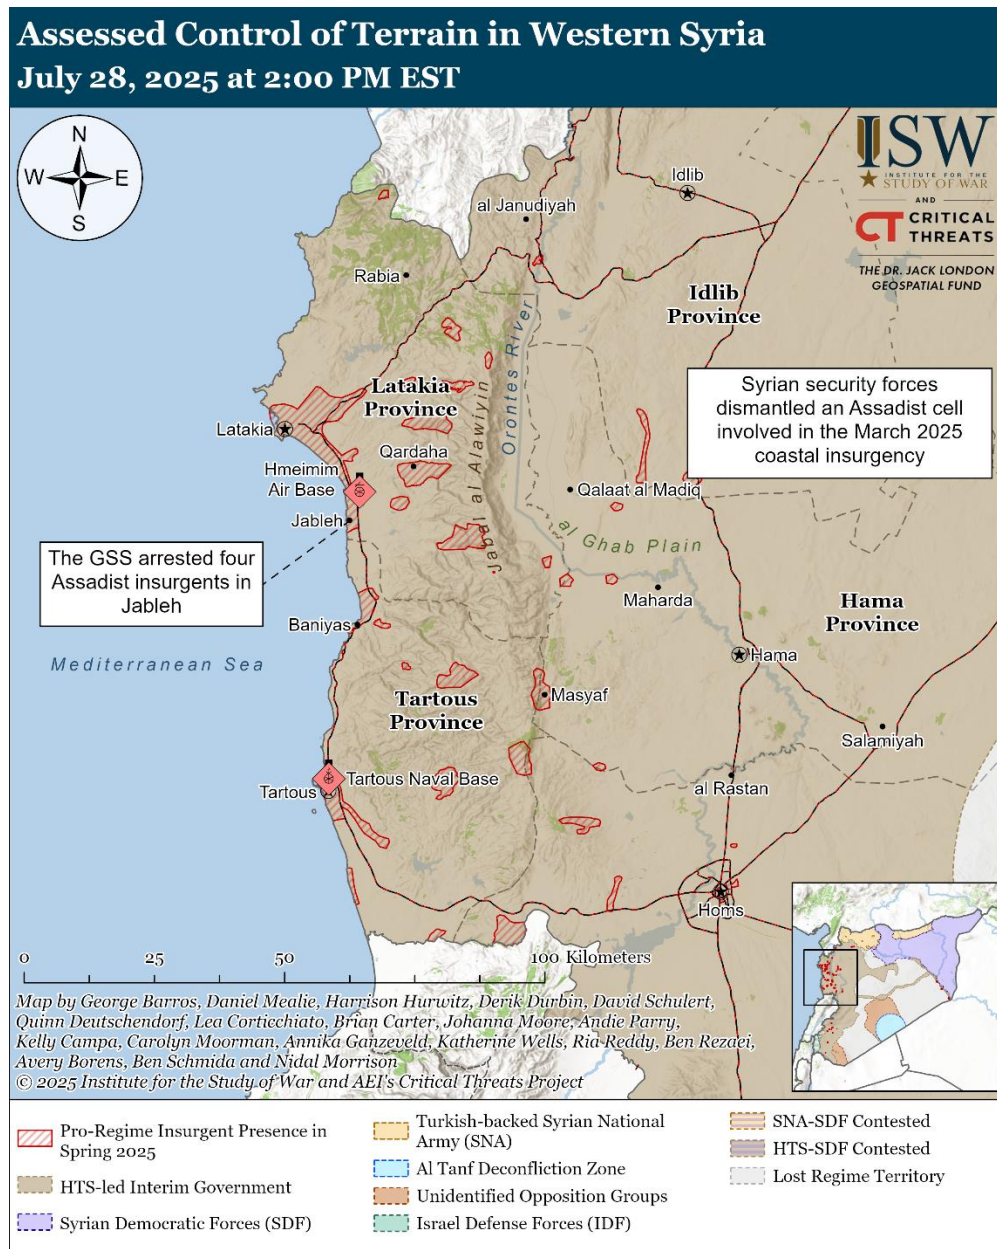 Assessed Control of Terrain in Western Syria
July 28, 2025 at 2:00 PM EST
N
W
E
S
ISW
INSTITUTE FOR THE
STUDY OF WAR
AND
CT CRITICAL
THREATS
THE DR. JACK LONDON
GEOSPATIAL FUND
Idlib
al Janudiyah
Rabia
Idlib
Province
Orontes River
Syrian security forces
dismantled an Assadist cell
involved in the March 2025
coastal insurgency
Latakia
Province
Latakia
Qardaha
Jabal al Alawiyin
Hmeimim
Air Base
Qalaat al Madiq
Jableh
al Ghab Plain
The GSS arrested four
Assadist insurgents in
Jableh
Maharda
Hama
Province
Baniyas
Mediterranean Sea
Hama
Tartous
Province
Masyaf
Salamiyah
Tartous Naval Base
Tartous
al Rastan
Homs
0 25 50 100 Kilometers
Map by George Barros, Daniel Mealie, Harrison Hurwitz, Derik Durbin, David Schulert,
Quinn Deutschendorf, Lea Corticchiato, Brian Carter, Johanna Moore, Andie Parry,
Kelly Campa, Carolyn Moorman, Annika Ganzeveld, Katherine Wells, Ria Reddy, Ben Rezaei,
Avery Borens, Ben Schmida and Nidal Morrison
© 2025 Institute for the Study of War and AEI's Critical Threats Project
Pro-Regime Insurgent Presence in
Spring 2025
HTS-led Interim Government
Syrian Democratic Forces (SDF)
Turkish-backed Syrian National
Army (SNA)
Al Tanf Deconfliction Zone
Unidentified Opposition Groups
Israel Defense Forces (IDF)
SNA-SDF Contested
HTS-SDF Contested
Lost Regime Territory